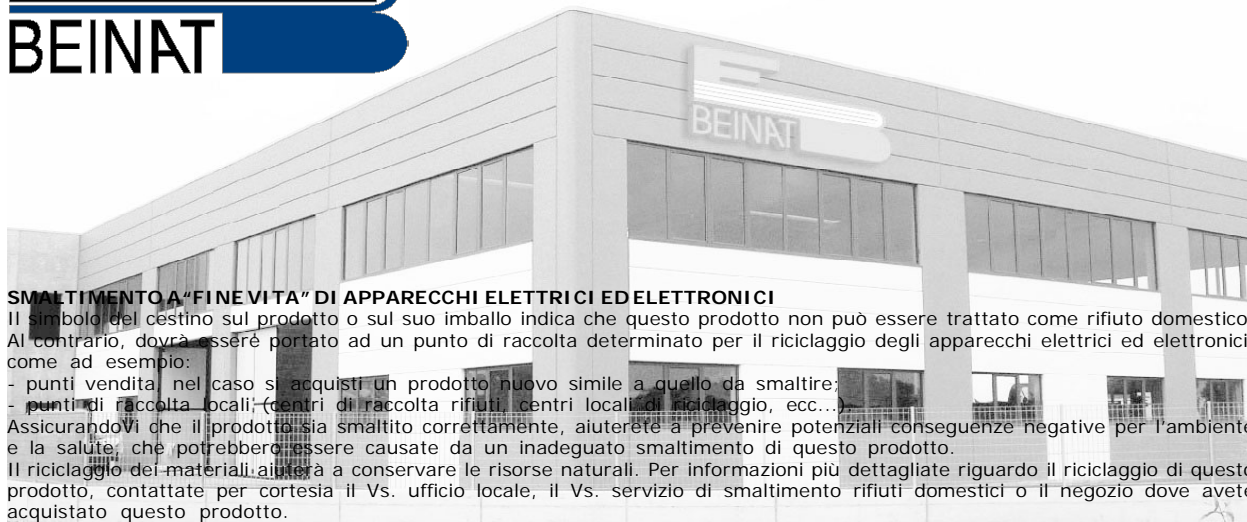 BEINAT
BEINAT
SMALTIMENTO A “FINE VITA” DI APPARECCHI ELETTRICI ED ELETTRONICI
Il simbolo del cestino sul prodotto o sul suo imballo indica che questo prodotto non può essere trattato come rifiuto domestico
Al contrario, dovrà essere portato ad un punto di raccolta determinato per il riciclaggio degli apparecchi elettrici ed elettronici
come ad esempio:
- punti vendita, nel caso si acquisti un prodotto nuovo simile a quello da smaltire;
- punti di raccolta locali, (centri di raccolta rifiuti, centri locali di riciclaggio, ecc...).
AssicurandoVi che il prodotto sia smaltito correttamente, aiuterete a prevenire potenziali conseguenze negative per l'ambiente
e la salute, che potrebbero essere causate da un inadeguato smaltimento di questo prodotto.
Il riciclaggio dei materiali aiuterà a conservare le risorse naturali. Per informazioni più dettagliate riguardo il riciclaggio di questo
prodotto, contattate per cortesia il Vs. ufficio locale, il Vs. servizio di smaltimento rifiuti domestici o il negozio dove avete
acquistato questo prodotto.